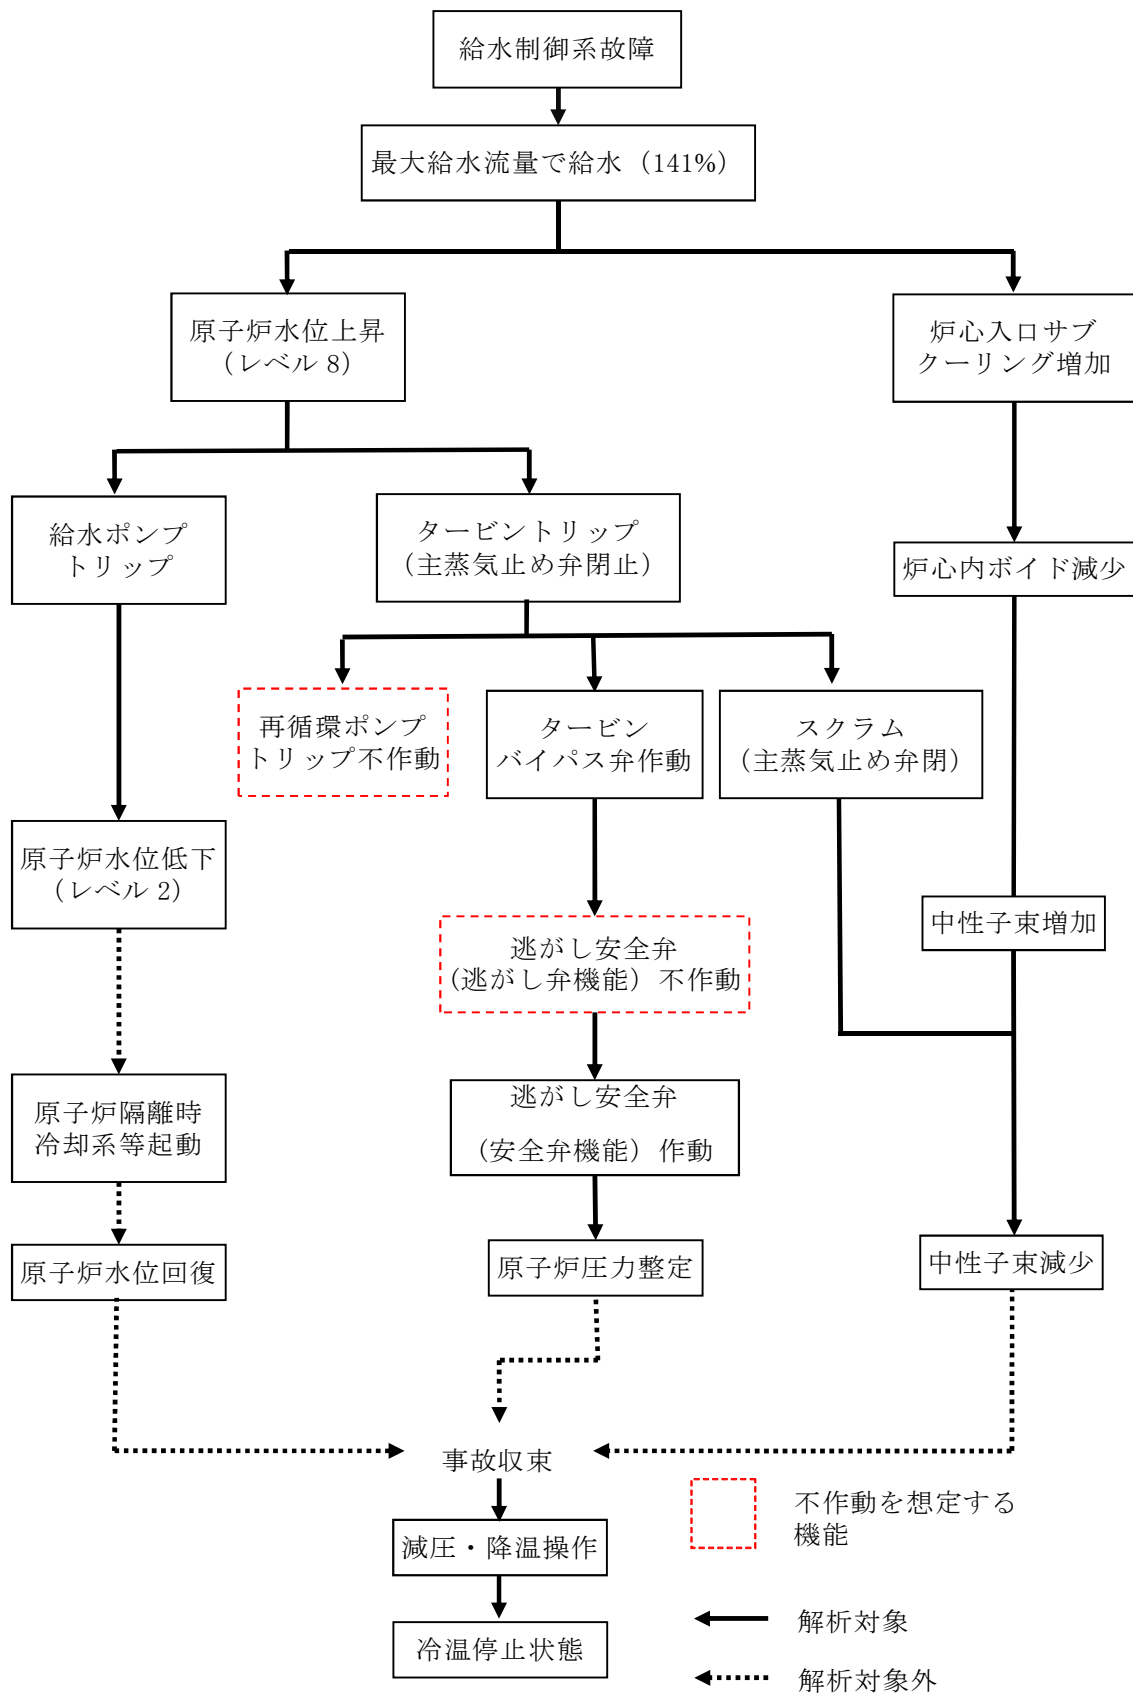 給水制御系故障
最大給水流量で給水（141%）
原子炉水位上昇
（レベル 8）
炉心入口サブ
クーリング増加
給水ポンプ
トリップ
タービントリップ
（主蒸気止め弁閉止）
炉心内ボイド減少
再循環ポンプ
トリップ不作動
タービン
バイパス弁作動
スクラム
（主蒸気止め弁閉）
原子炉水位低下
（レベル 2）
中性子束増加
逃がし安全弁
（逃がし弁機能）不作動
原子炉隔離時
冷却系等起動
逃がし安全弁
（安全弁機能）作動
原子炉水位回復
原子炉圧力整定
中性子束減少
事故収束
減圧・降温操作
冷温停止状態
不作動を想定する
機能
解析対象
解析対象外